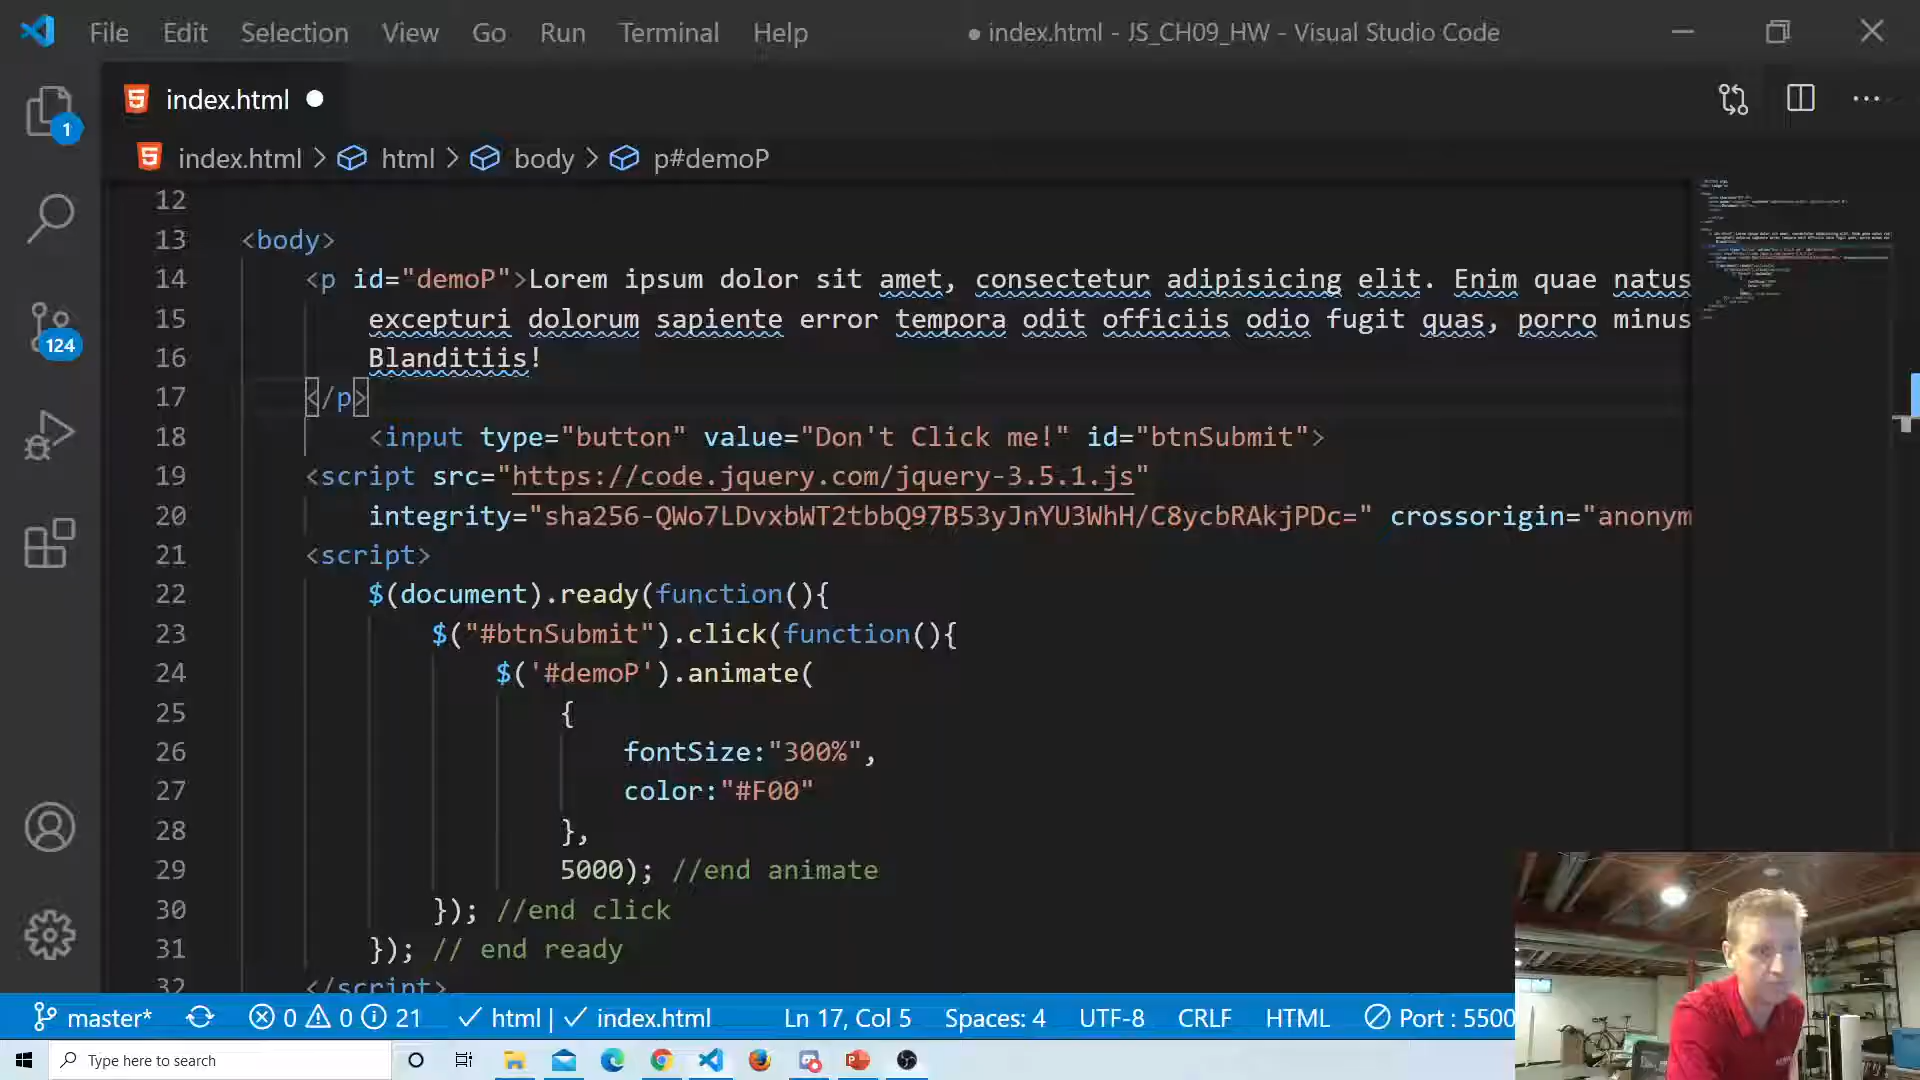 File Edit Selection View Go Run Terminal Help
● index.html - JS_CH09_HW - Visual Studio Code
index.html
index.html > html > body > p#demoP
1
124
12
13 <body>
14 <p id="demoP">Lorem ipsum dolor sit amet, consectetur adipisicing elit. Enim quae natus
15 excepturi dolorum sapiente error tempora odit officiis odio fugit quas, porro minus
16 Blanditiis!
17 </p>
18 <input type="button" value="Don't Click me!" id="btnSubmit">
19 <script src="https://code.jquery.com/jquery-3.5.1.js"
20 integrity="sha256-QWo7LDvxbWT2tbbQ97B53yJnYU3WhH/C8ycbRAkjPDc=" crossorigin="anonym
21 <script>
22 $(document).ready(function(){
23 $("#btnSubmit").click(function(){
24 $('#demoP').animate(
25 {
26 fontSize:"300%",
27 color:"#F00"
28 },
29 5000); //end animate
30 }); //end click
31 }); // end ready
32 </script>
master* 0 0 21 html | index.html Ln 17, Col 5 Spaces: 4 UTF-8 CRLF HTML Port : 5500
Type here to search